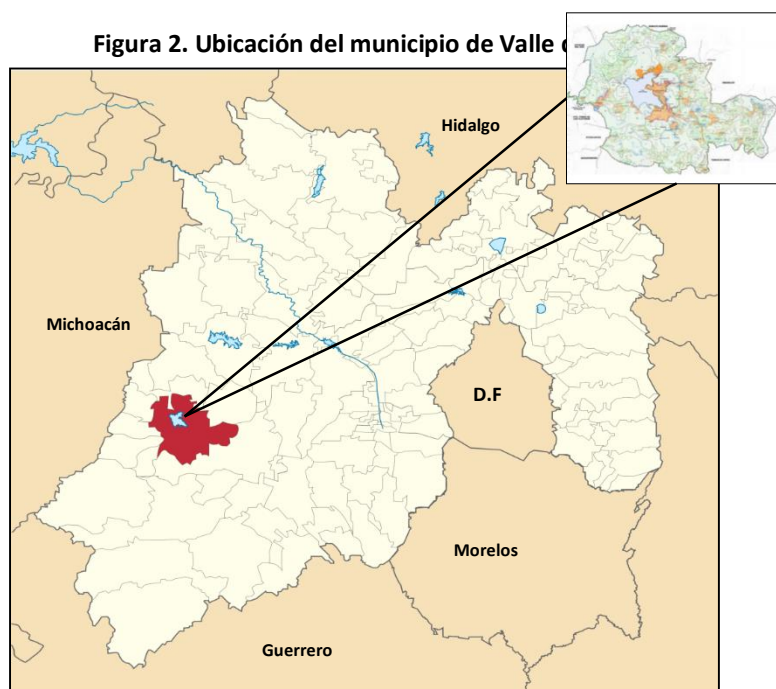 Figura 2. Ubicación del municipio de Valle
Hidalgo
Michoacán
D.F
Morelos
Guerrero